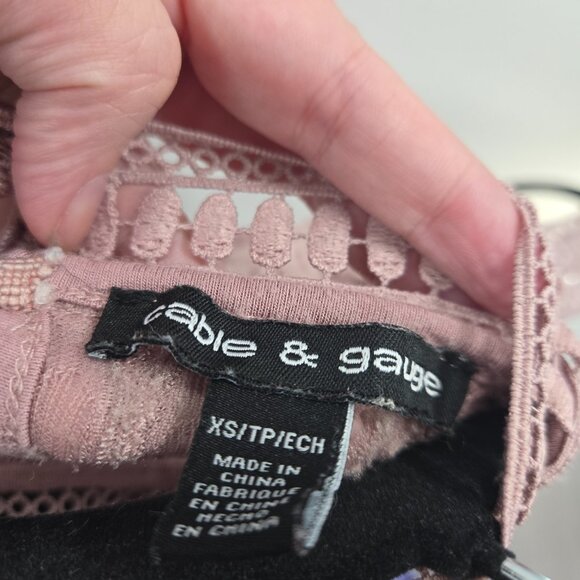 cable & gauge
XS/TP/ECH
MADE IN
CHINA
FABRIQUE
EN CHINE
HECHO
EN CHINA